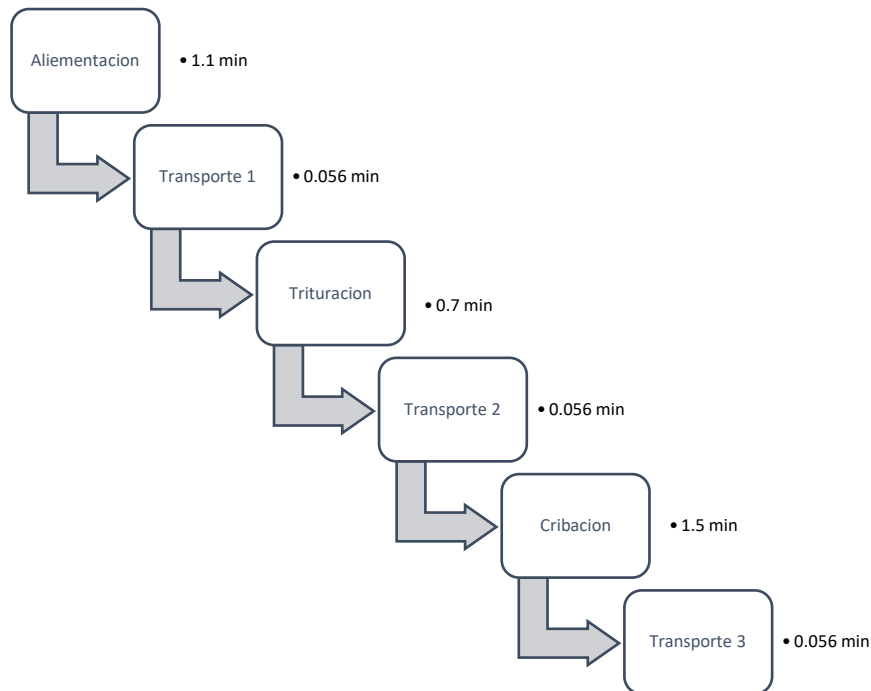 Aliementacion
• 1.1 min
Transporte 1
• 0.056 min
Trituracion
• 0.7 min
Transporte 2
• 0.056 min
Cribacion
• 1.5 min
Transporte 3
• 0.056 min